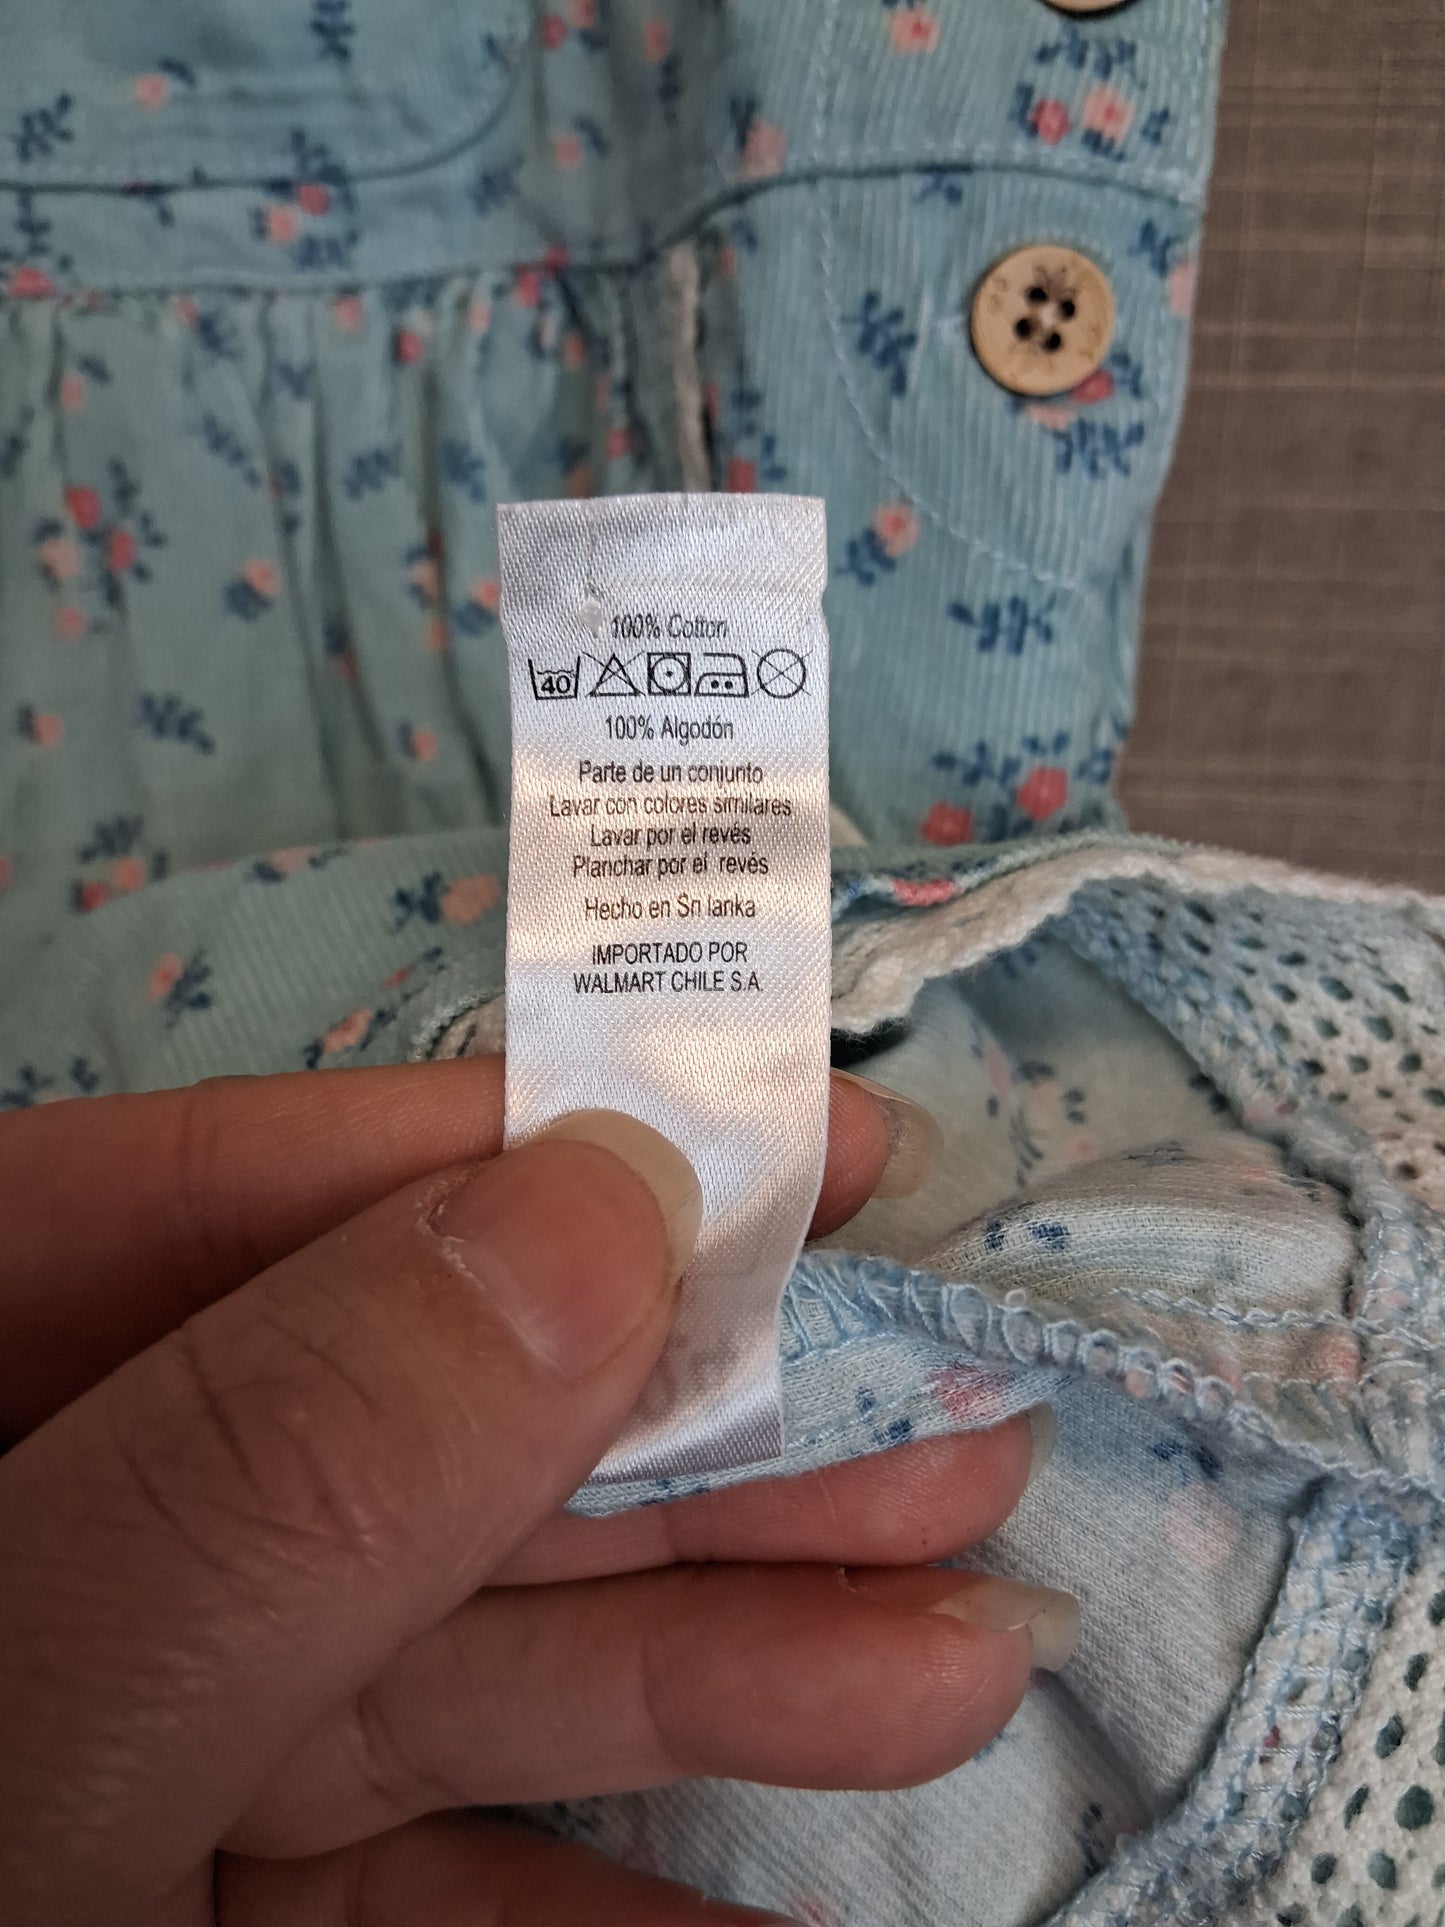 100% Cotton
40
100% Algodón
Parte de un conjunto
Lavar con colores similares
Lavar por el revés
Planchar por el revés
Hecho en Sri lanka
IMPORTADO POR
WALMART CHILE S.A.